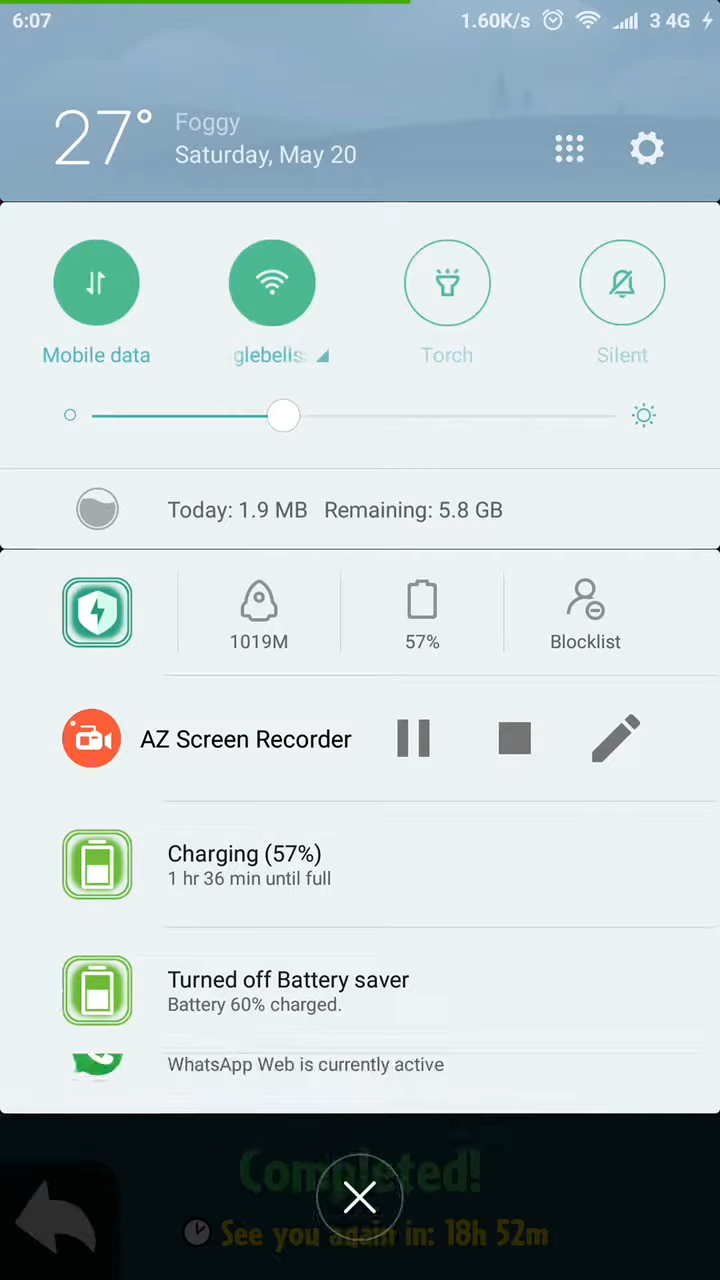 6:07
1.60K/s 3 4G
27°
Foggy
Saturday, May 20
Mobile data
glebells
Torch
Silent
Today: 1.9 MB Remaining: 5.8 GB
1019M
57%
Blocklist
AZ Screen Recorder
Charging (57%)
1 hr 36 min until full
Turned off Battery saver
Battery 60% charged.
WhatsApp Web is currently active
Completed!
See you again in: 18h 52m